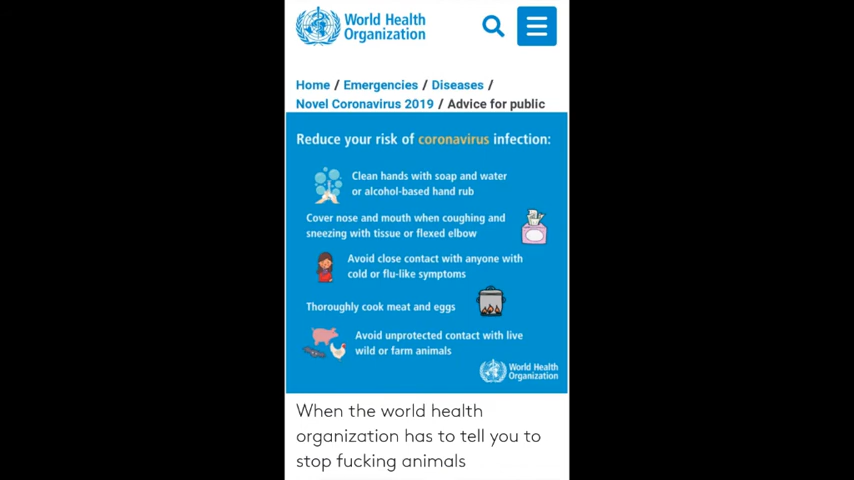 World Health
Organization
Home / Emergencies / Diseases /
Novel Coronavirus 2019 / Advice for public
Reduce your risk of coronavirus infection:
Clean hands with soap and water
or alcohol-based hand rub
Cover nose and mouth when coughing and
sneezing with tissue or flexed elbow
Avoid close contact with anyone with
cold or flu-like symptoms
Thoroughly cook meat and eggs
Avoid unprotected contact with live
wild or farm animals
World Health
Organization
When the world health
organization has to tell you to
stop fucking animals